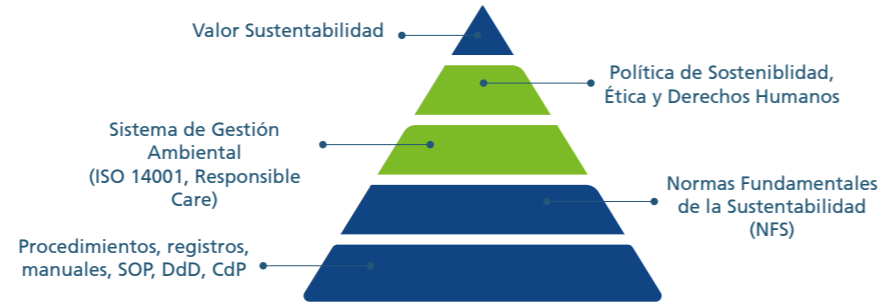 Valor Sustentabilidad
Política de Sosteniblidad,
Ética y Derechos Humanos
Sistema de Gestión
Ambiental
(ISO 14001, Responsible
Care)
Normas Fundamentales
de la Sustentabilidad
(NFS)
Procedimientos, registros,
manuales, SOP, DdD, CdP